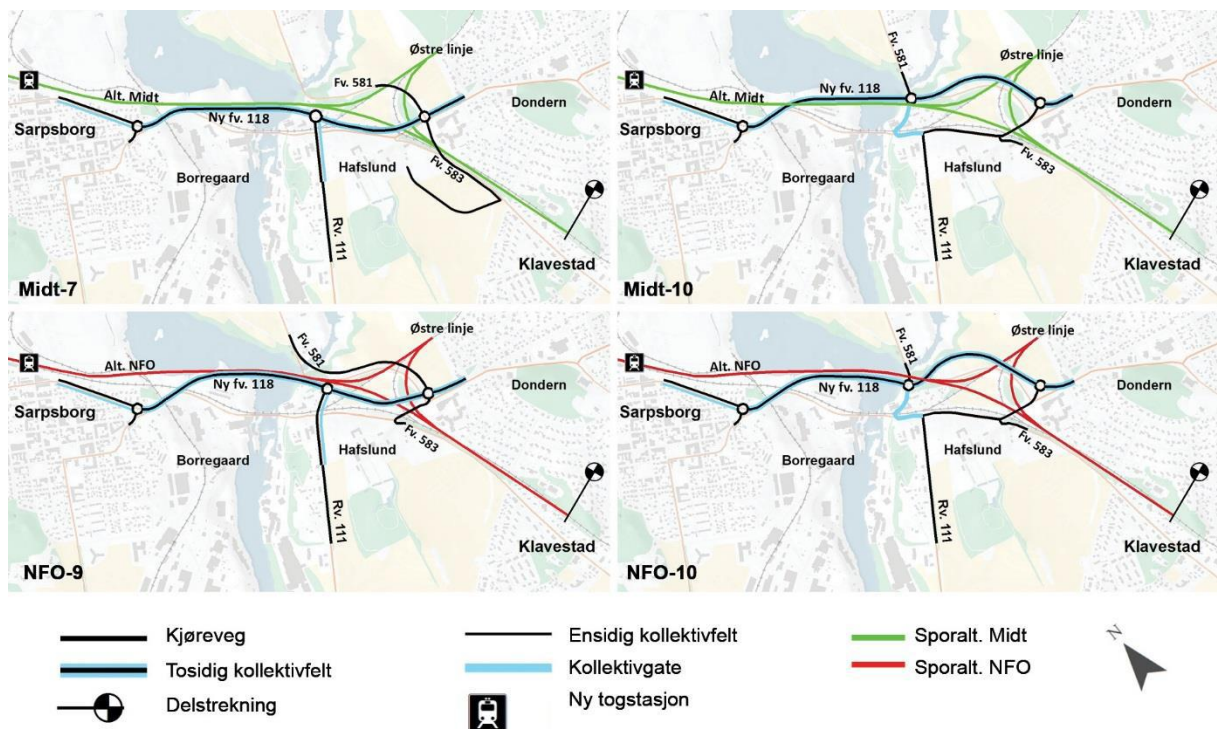 Østre linje
Fv. 581
Alt. Midt
Ny fv. 118
Dondern
Sarpsborg
Borregaard
Hafslund
Fv. 583
Rv. 111
Klavestad
Midt-7
Fv. 581
Østre linje
Alt. Midt
Ny fv. 118
Dondern
Sarpsborg
Borregaard
Hafslund
Fv. 583
Rv. 111
Klavestad
Midt-10
Fv. 581
Østre linje
Alt. NFO
Ny fv. 118
Dondern
Sarpsborg
Borregaard
Hafslund
Fv. 583
Rv. 111
Klavestad
NFO-9
Fv. 581
Østre linje
Alt. NFO
Ny fv. 118
Dondern
Sarpsborg
Borregaard
Hafslund
Fv. 583
Rv. 111
Klavestad
NFO-10
Kjøreveg
Tosidig kollektivfelt
Delstrekning
Ensidig kollektivfelt
Kollektivgate
Ny togstasjon
Sporalt. Midt
Sporalt. NFO
N